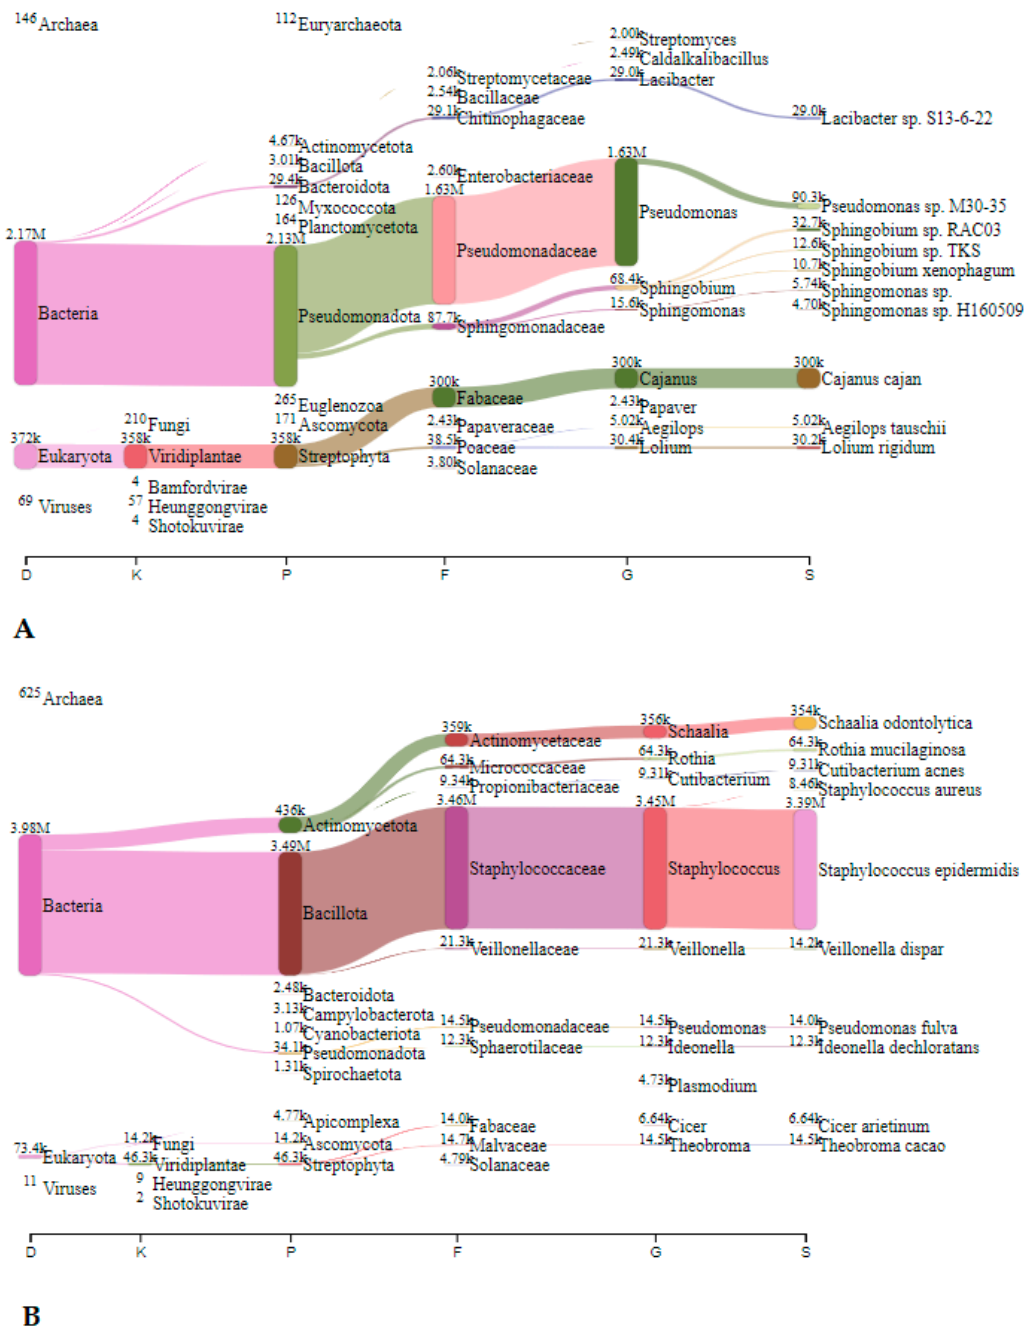 146 Archaea
112 Euryarchaeota
2.00k Streptomyces
2.49k Caldalkalibacillus
2.06k Streptomycetaceae
29.0k Lacibacter
2.54k Bacillaceae
29.1k Chitinophagaceae
29.0k Lacibacter sp. S13-6-22
4.67k Actinomycetota
3.01k Bacillota
29.4k Bacteroidota
126 Myxococcota
164 Planctomycetota
2.60k Enterobacteriaceae
1.63M Pseudomonadaceae
1.63M Pseudomonas
90.3k Pseudomonas sp. M30-35
32.7k Sphingobium sp. RAC03
12.6k Sphingobium sp. TKS
10.7k Sphingobium xenophagum
5.74k Sphingomonas sp.
4.70k Sphingomonas sp. H160509
2.17M Bacteria
2.13M Pseudomonadota
87.7k Sphingomonadaceae
68.4k Sphingobium
15.6k Sphingomonas
300k Fabaceae
300k Cajanus
300k Cajanus cajan
265 Euglenozoa
171 Ascomycota
210 Fungi
2.43k Papaveraceae
2.43k Papaver
5.02k Aegilops
5.02k Aegilops tauschii
372k Eukaryota
358k Viridiplantae
358k Streptophyta
38.5k Poaceae
30.4k Lolium
30.2k Lolium rigidum
3.80k Solanaceae
69 Viruses
4 Bamfordvirae
57 Heunggongvirae
4 Shotokuvirae
D K P F G S
A
625 Archaea
359k Actinomycetaceae
356k Schaalia
354k Schaalia odontolytica
64.3k Micrococcaceae
64.3k Rothia
64.3k Rothia mucilaginosa
9.34k Propionibacteriaceae
9.31k Cutibacterium
9.31k Cutibacterium acnes
8.46k Staphylococcus aureus
436k Actinomycetota
3.98M Bacteria
3.49M Bacillota
3.46M Staphylococcaceae
3.45M Staphylococcus
3.39M Staphylococcus epidermidis
21.3k Veillonellaceae
21.3k Veillonella
14.2k Veillonella dispar
2.48k Bacteroidota
3.13k Campylobacterota
1.07k Cyanobacteriota
34.1k Pseudomonadota
1.31k Spirochaetota
14.5k Pseudomonadaceae
14.5k Pseudomonas
14.0k Pseudomonas fulva
12.3k Sphaerotilaceae
12.3k Ideonella
12.3k Ideonella dechloratans
4.73k Plasmodium
4.77k Apicomplexa
14.0k Fabaceae
6.64k Cicer
6.64k Cicer arietinum
73.4k Eukaryota
14.2k Fungi
14.2k Ascomycota
14.7k Malvaceae
14.5k Theobroma
14.5k Theobroma cacao
46.3k Viridiplantae
46.3k Streptophyta
4.79k Solanaceae
11 Viruses
9 Heunggongvirae
2 Shotokuvirae
D K P F G S
B